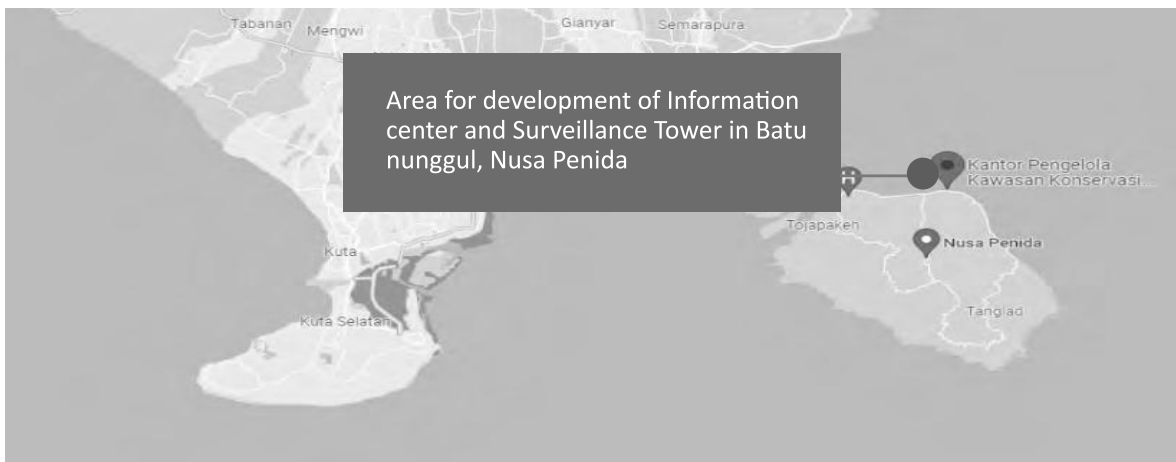 Tabanan
Mengwi
Gianyar
Semarapura
Area for development of Information
center and Surveillance Tower in Batu
nunggul, Nusa Penida
Kantor Pengelola
Kawasan Konservasi...
Tojapakeh
Nusa Penida
Kuta
Tanglad
Kuta Selatan